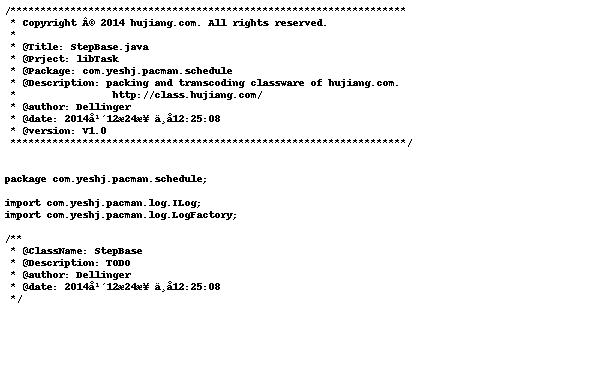 /******************************************************************
* Copyright Â© 2014 hujiang.com. All rights reserved.
*
* @Title: StepBase.java
* @Prject: libTask
* @Package: com.yeshj.pacman.schedule
* @Description: packing and transcoding classware of hujiang.com.
* http://class.hujiang.com/
* @author: Dellinger
* @date: 2014å¹´12æ24æ¥ ä¸å12:25:08
* @version: V1.0
******************************************************************/
package com.yeshj.pacman.schedule;
import com.yeshj.pacman.log.ILog;
import com.yeshj.pacman.log.LogFactory;
/**
* @ClassName: StepBase
* @Description: TODO
* @author: Dellinger
* @date: 2014å¹´12æ24æ¥ ä¸å12:25:08
*/